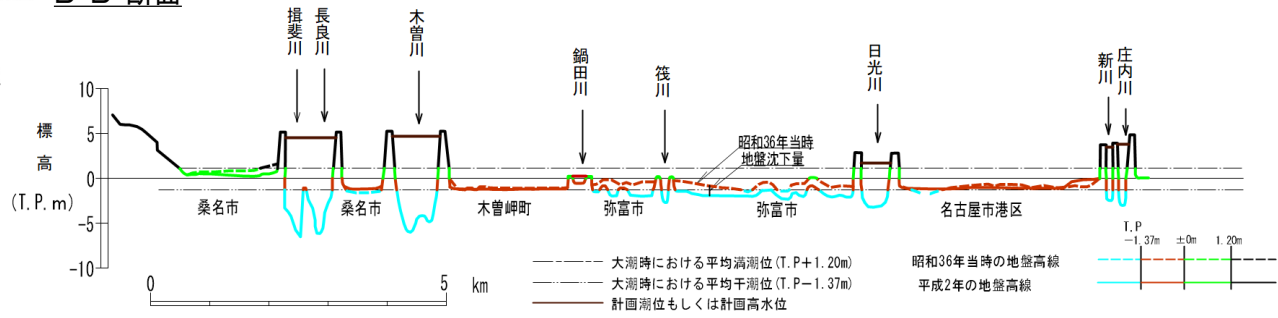 B-B 断面
揖斐川
長良川
木曽川
鍋田川
筏川
日光川
新川
庄内川
10
5
0
-5
-10
標高
(T.P.m)
昭和36年当時
地盤沈下量
桑名市
桑名市
木曽岬町
弥富市
弥富市
名古屋市港区
0
5
km
大潮時における平均満潮位(T.P+1.20m)
大潮時における平均干潮位(T.P-1.37m)
計画潮位もしくは計画高水位
T.P
-1.37m
±0m
1.20m
昭和36年当時の地盤高線
平成2年の地盤高線